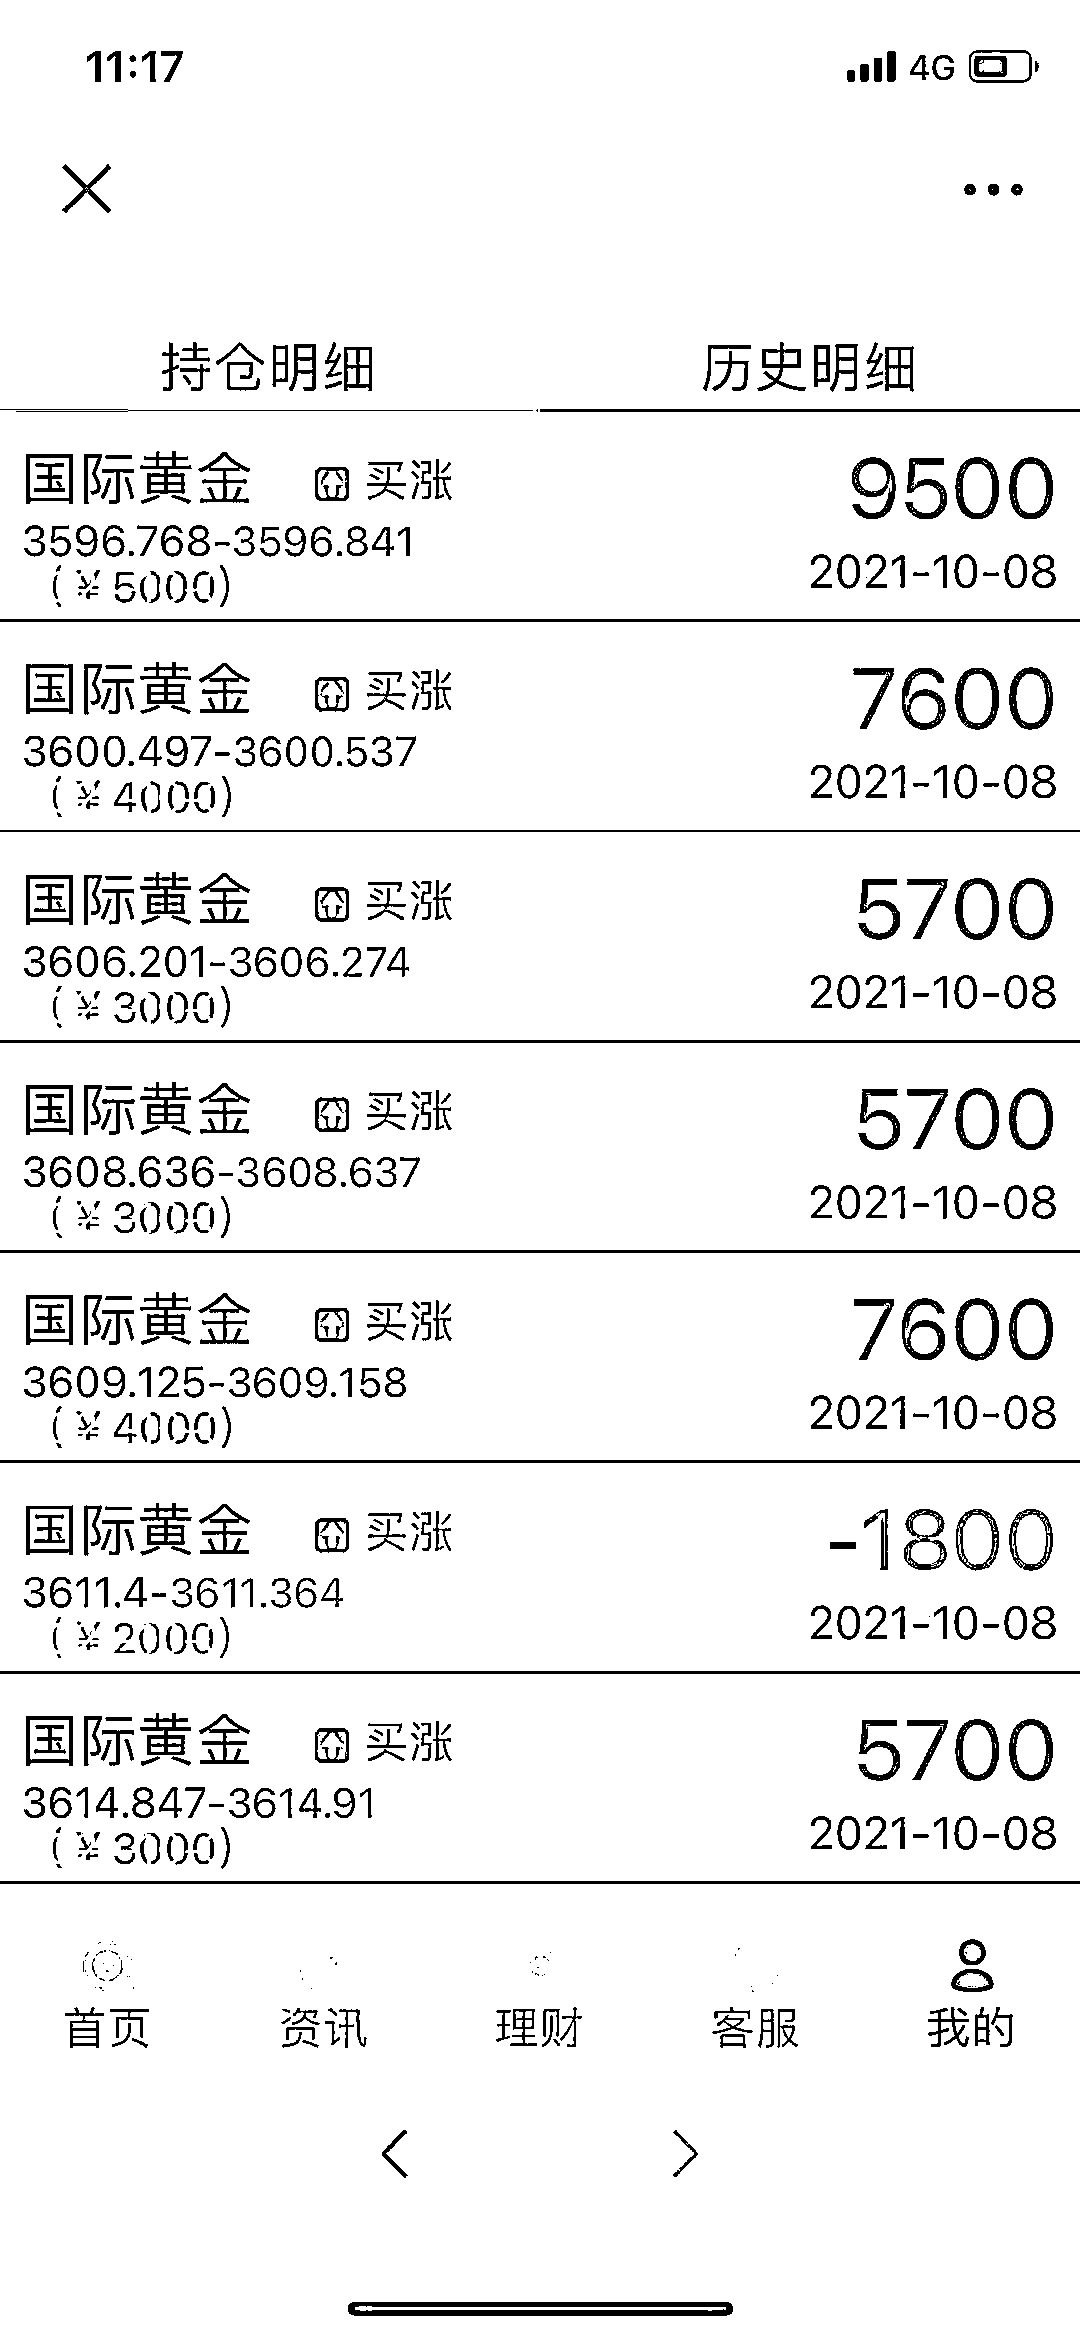 11:17
4G
持仓明细 历史明细
国际黄金 买涨 9500
3596.768-3596.841
(¥5000) 2021-10-08
国际黄金 买涨 7600
3600.497-3600.537
(¥4000) 2021-10-08
国际黄金 买涨 5700
3606.201-3606.274
(¥3000) 2021-10-08
国际黄金 买涨 5700
3608.636-3608.637
(¥3000) 2021-10-08
国际黄金 买涨 7600
3609.125-3609.158
(¥4000) 2021-10-08
国际黄金 买涨 -1800
3611.4-3611.364
(¥2000) 2021-10-08
国际黄金 买涨 5700
3614.847-3614.91
(¥3000) 2021-10-08
首页 资讯 理财 客服 我的